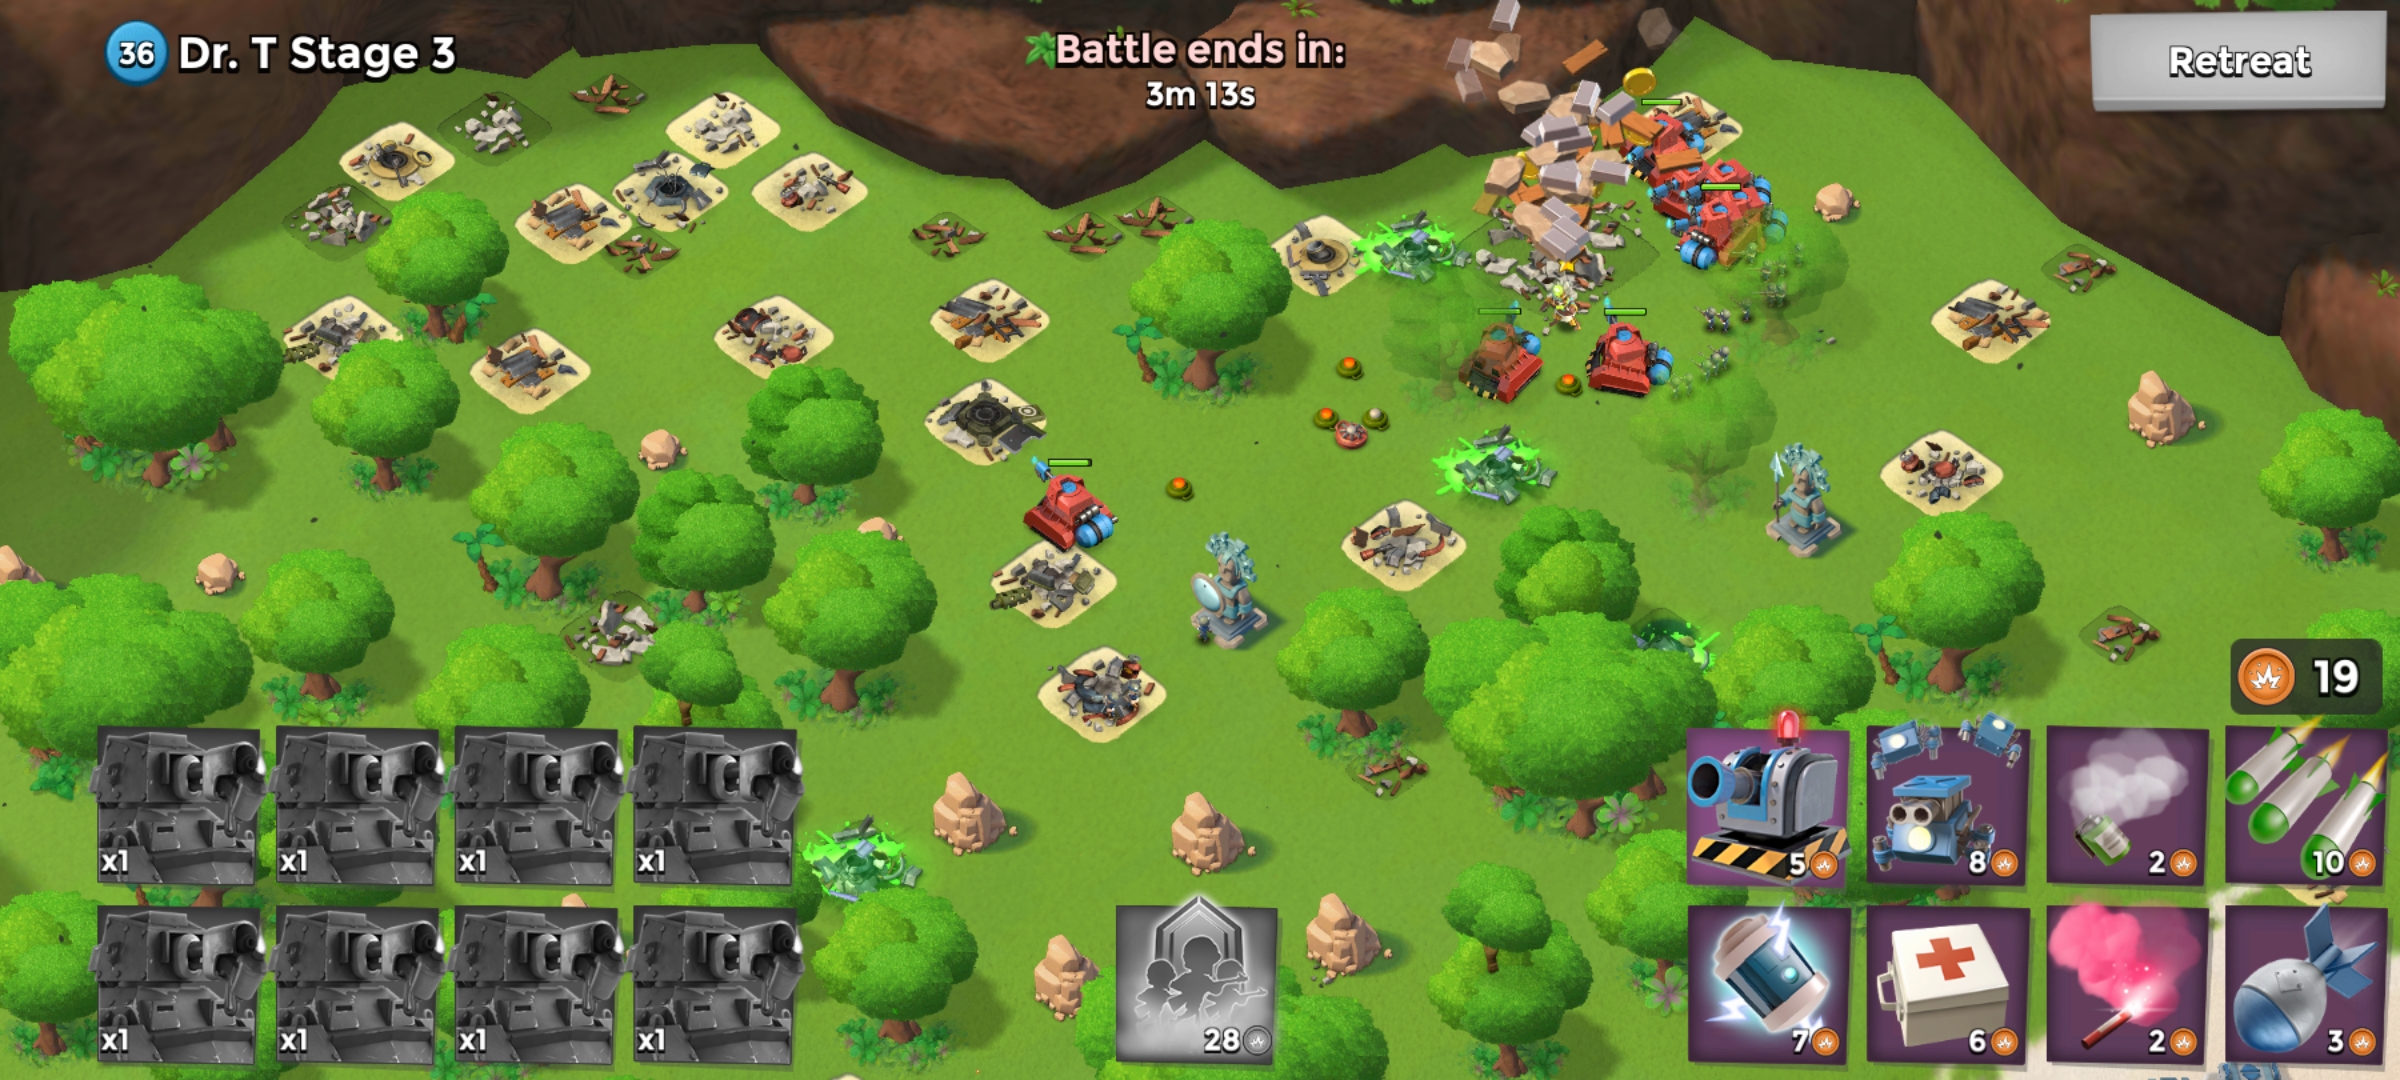 36 Dr. T Stage 3
Battle ends in:
3m 13s
Retreat
19
x1 x1 x1 x1
5 8 2 10
x1 x1 x1 x1
28
7 6 2 3